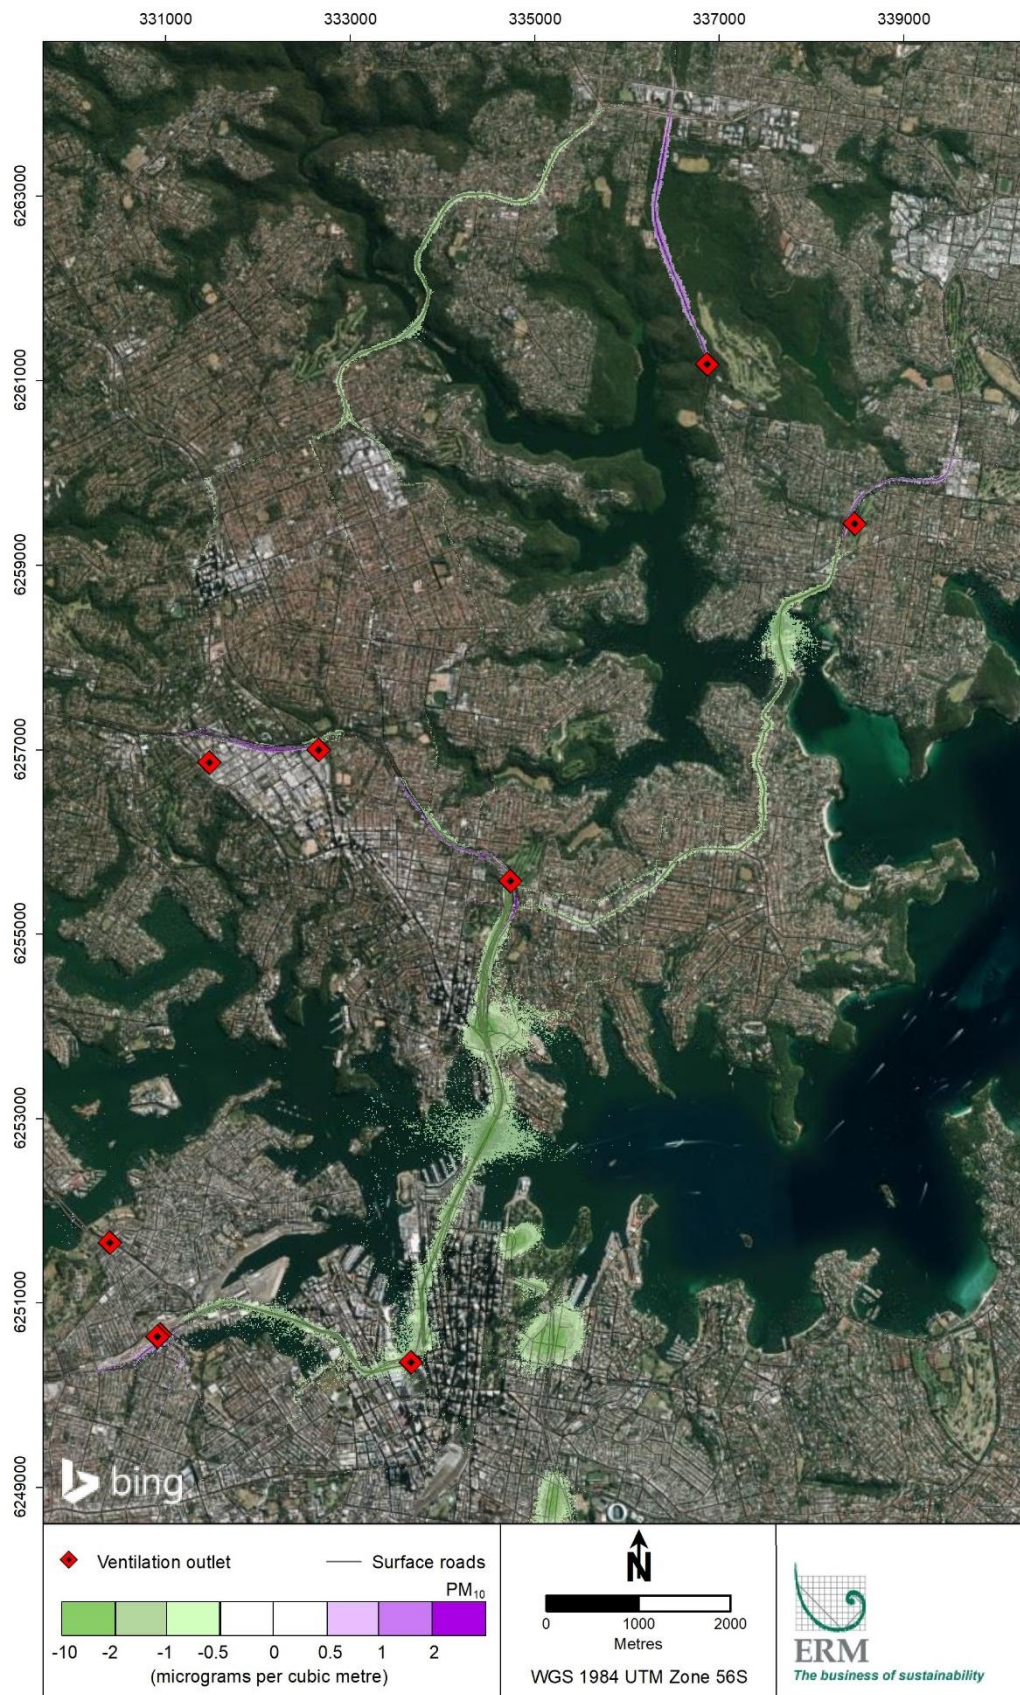 331000 333000 335000 337000 339000
6263000
6261000
6259000
6257000
6255000
6253000
6251000
6249000
bing
Ventilation outlet
Surface roads
PM10
-10 -2 -1 -0.5 0 0.5 1 2
(micrograms per cubic metre)
N
0 1000 2000
Metres
WGS 1984 UTM Zone 56S
ERM
The business of sustainability